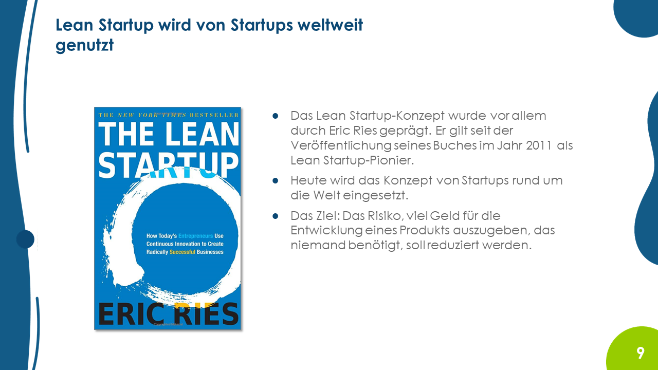 Lean Startup wird von Startups weltweit
genutzt
THE NEW YORK TIMES BESTSELLER
THE LEAN
STARTUP
How Today's Entrepreneurs Use
Continuous Innovation to Create
Radically Successful Businesses
ERIC RIES
● Das Lean Startup-Konzept wurde vor allem
durch Eric Ries geprägt. Er gilt seit der
Veröffentlichung seines Buches im Jahr 2011 als
Lean Startup-Pionier.
● Heute wird das Konzept von Startups rund um
die Welt eingesetzt.
● Das Ziel: Das Risiko, viel Geld für die
Entwicklung eines Produkts auszugeben, das
niemand benötigt, soll reduziert werden.
9